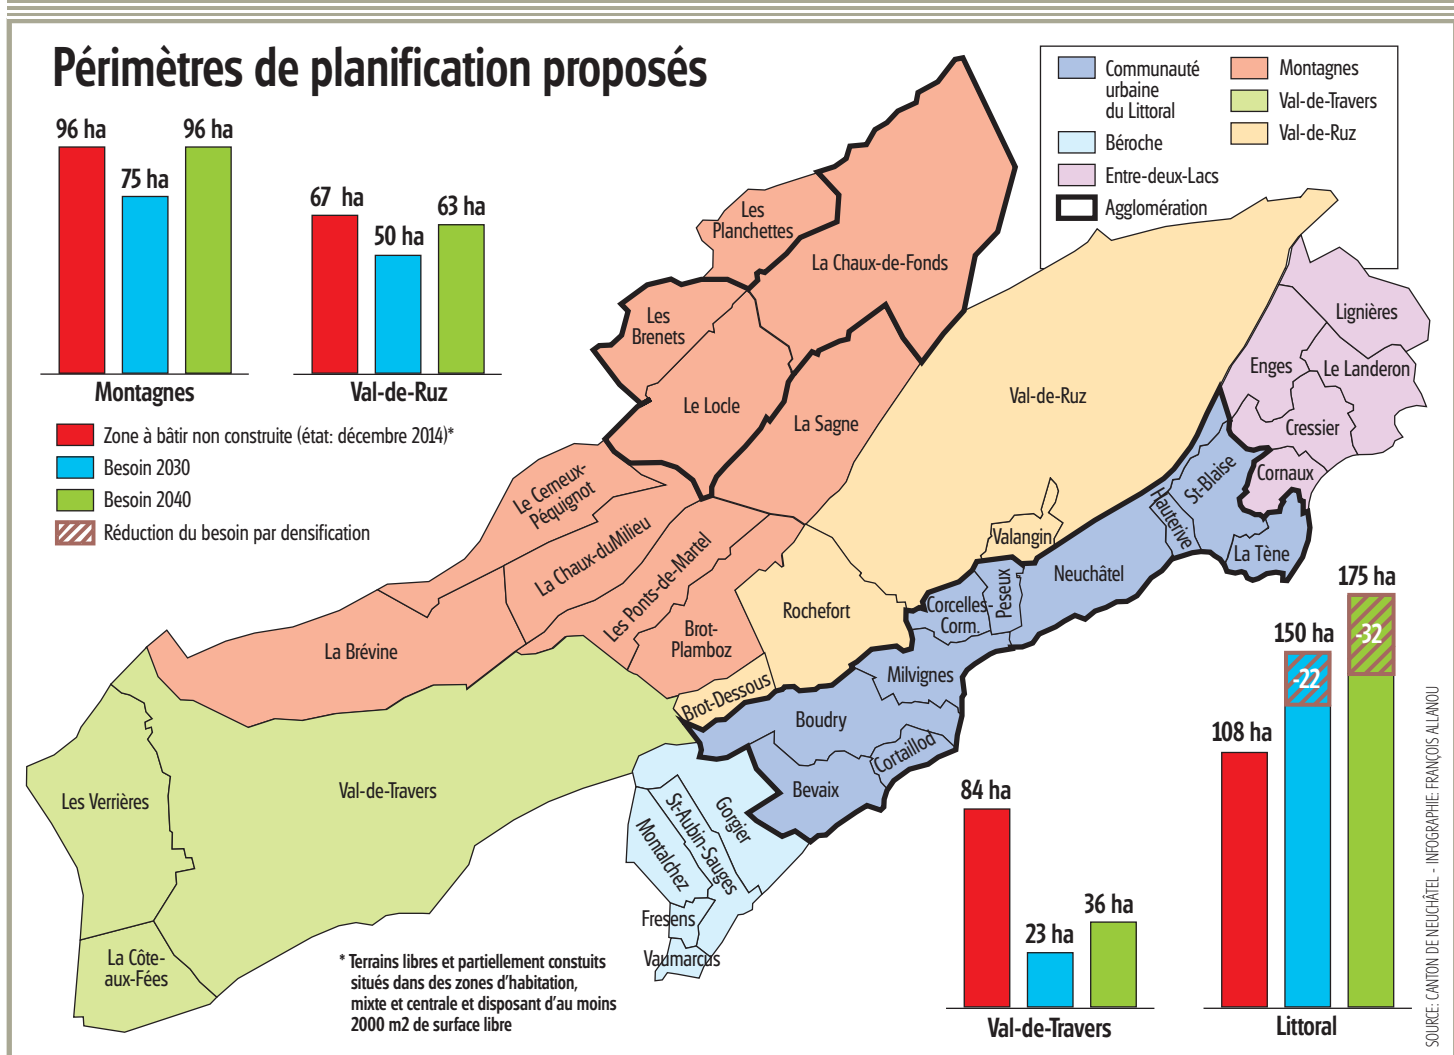 Périmètres de planification proposés
96 ha
75 ha
96 ha
Montagnes
67 ha
50 ha
63 ha
Val-de-Ruz
Zone à bâtir non construite (état: décembre 2014)*
Besoin 2030
Besoin 2040
Réduction du besoin par densification
Communauté
urbaine
du Littoral
Béroche
Entre-deux-Lacs
Agglomération
Montagnes
Val-de-Travers
Val-de-Ruz
Les
Planchettes
La Chaux-de-Fonds
Les
Brenets
Le Locle
La Sagne
Le Cerneux-
Péquignot
La Chaux-duMilieu
Les Ponts-de-Martel
Brot-
Plamboz
La Brévine
Val-de-Ruz
Valangin
Rochefort
Brot-Dessous
Lignières
Enges
Le Landeron
Cressier
Cornaux
St-Blaise
Hauterive
La Tène
Neuchâtel
Peseux
Corcelles-
Corm.
Milvignes
Boudry
Cortaillod
Bevaix
Gorgier
St-Aubin-Sauges
Montalchez
Fresens
Vaumarcus
Val-de-Travers
Les Verrières
La Côte-
aux-Fées
* Terrains libres et partiellement constuits
situés dans des zones d'habitation,
mixte et centrale et disposant d'au moins
2000 m2 de surface libre
84 ha
23 ha
36 ha
Val-de-Travers
108 ha
150 ha
-22
175 ha
-32
Littoral
SOURCE: CANTON DE NEUCHÂTEL - INFOGRAPHIE: FRANÇOIS ALLANOU